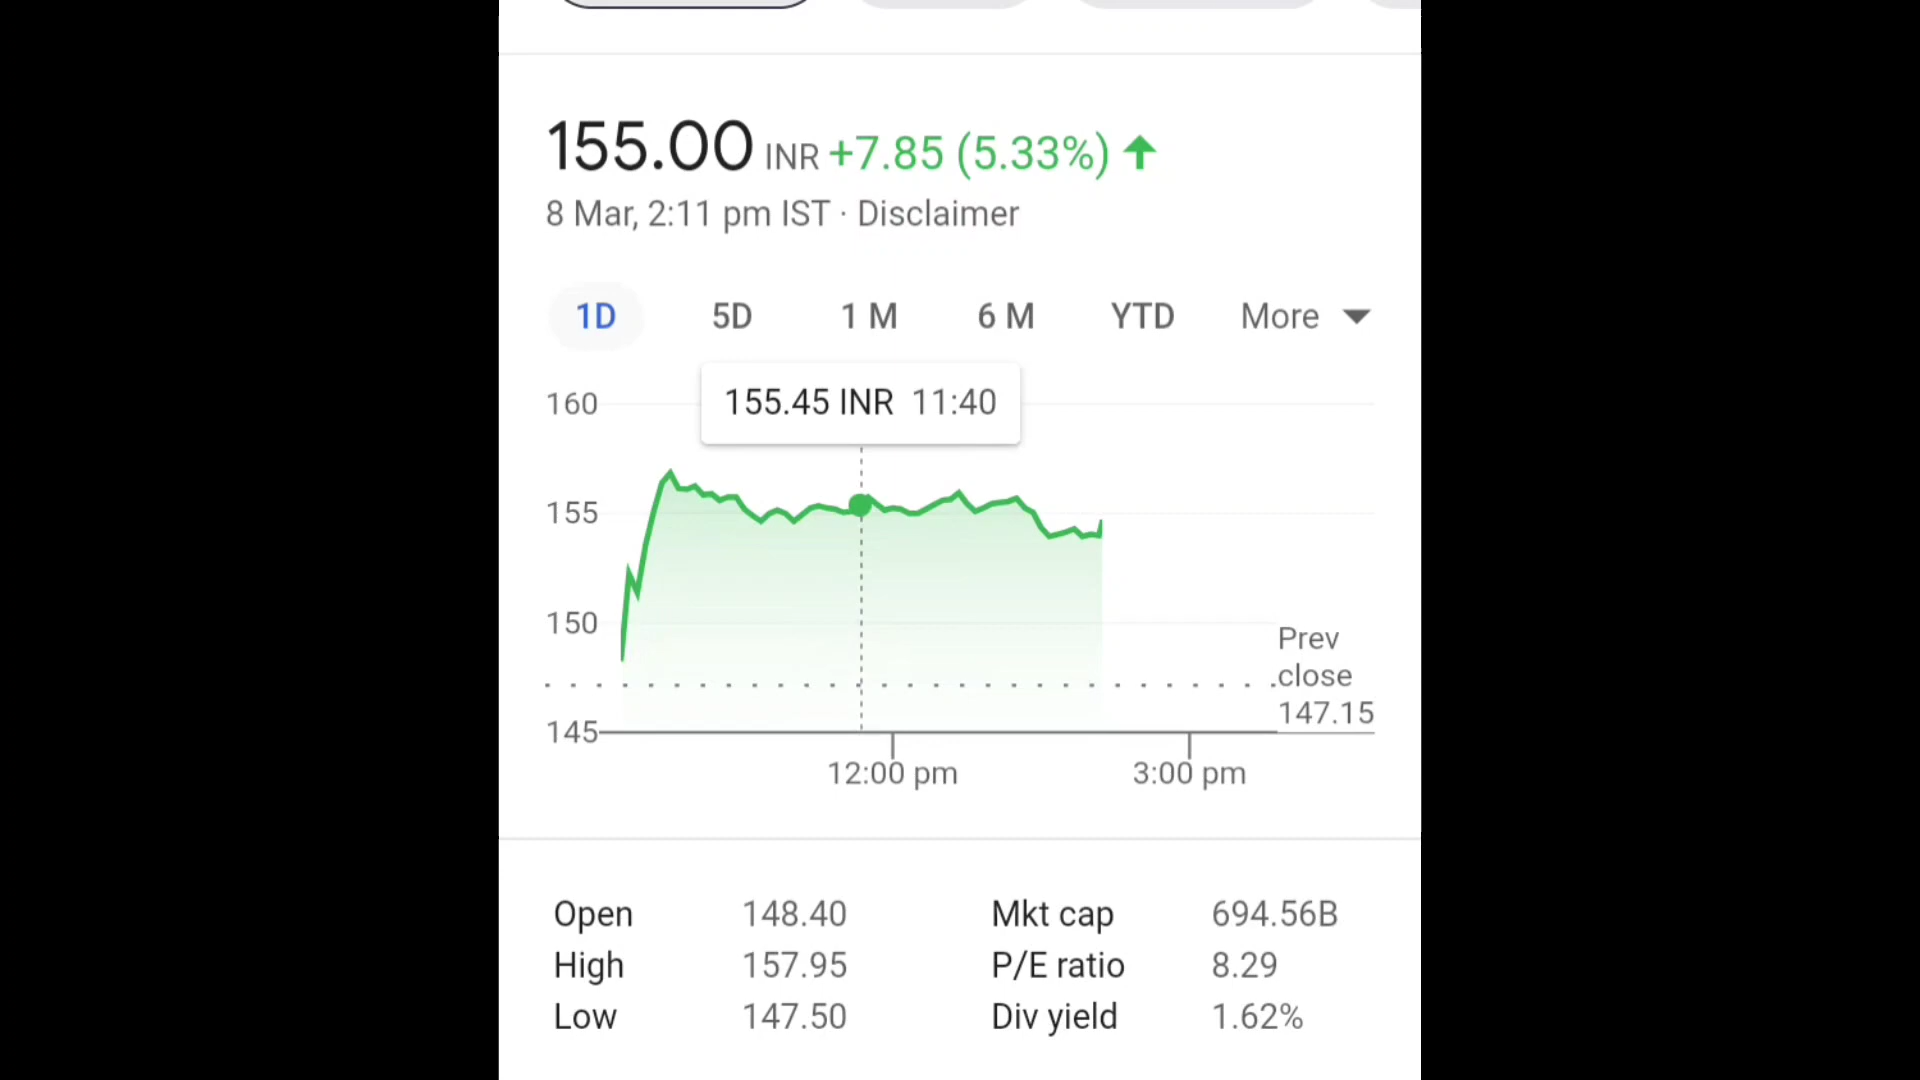 155.00 INR +7.85 (5.33%)
8 Mar, 2:11 pm IST · Disclaimer
1D 5D 1 M 6 M YTD More
155.45 INR 11:40
160
155
150
145
Prev
close
147.15
12:00 pm 3:00 pm
Open 148.40 Mkt cap 694.56B
High 157.95 P/E ratio 8.29
Low 147.50 Div yield 1.62%